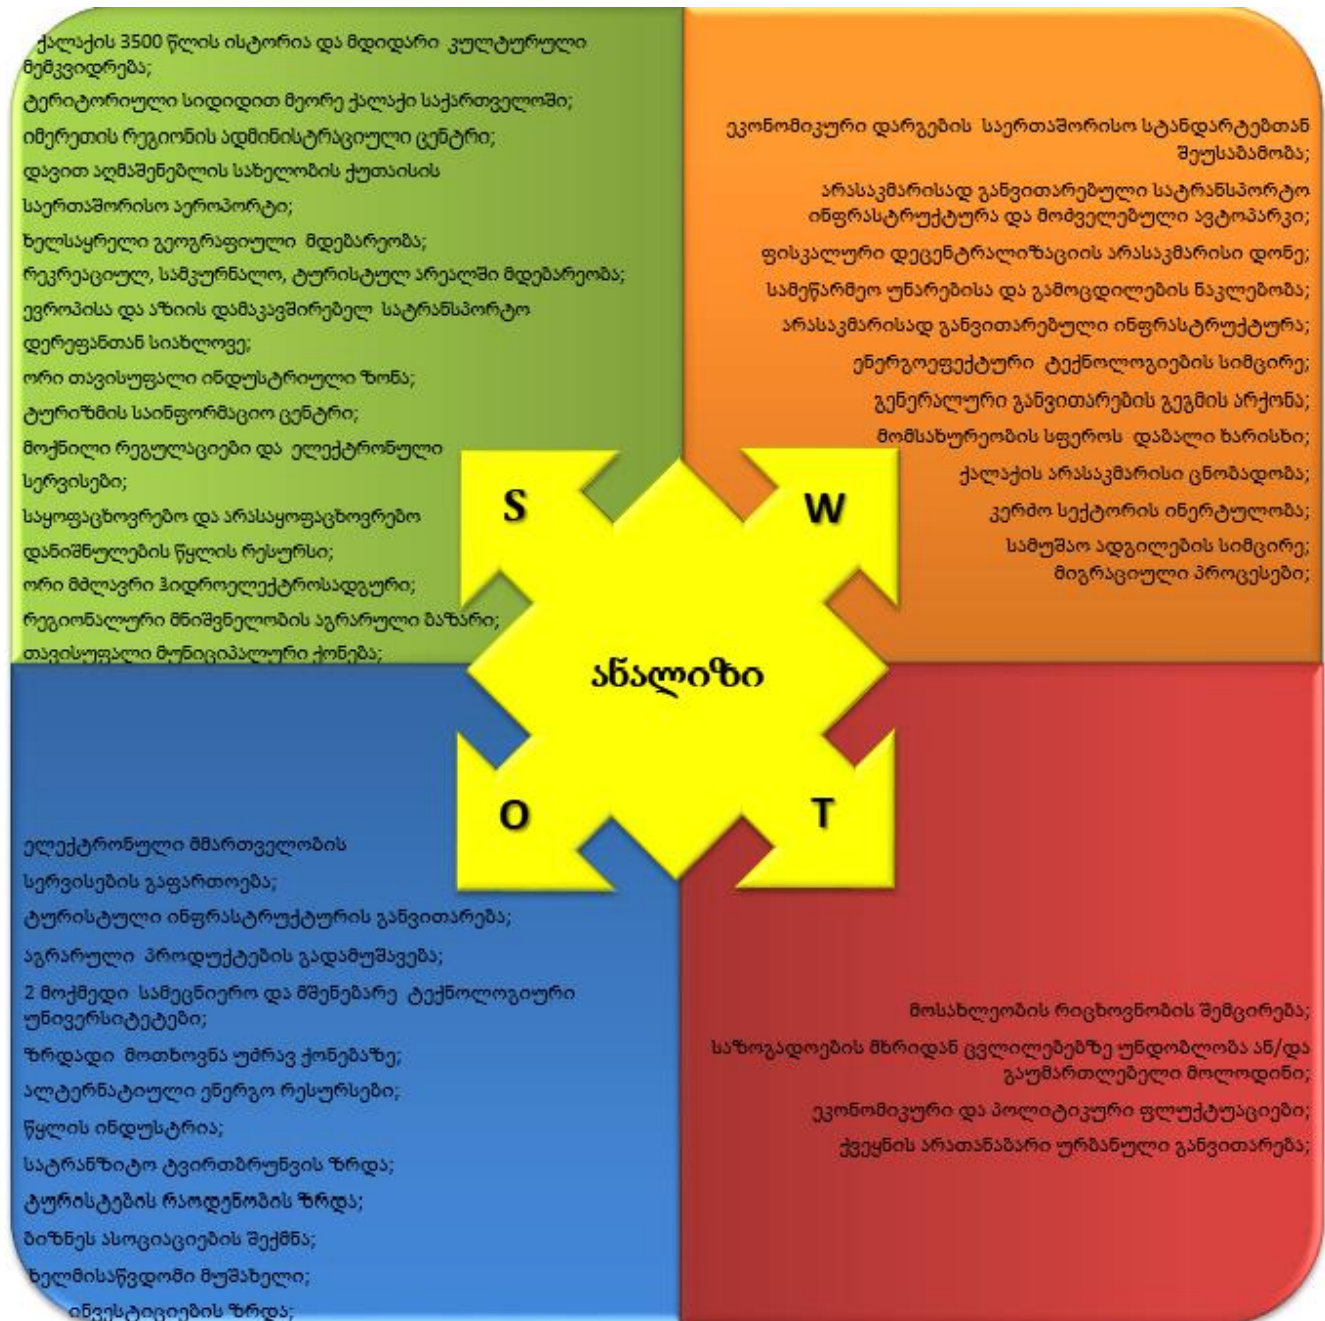 ქალაქის 3500 წლის ისტორია და მდიდარი კულტურული
მემკვიდრება;
ტერიტორიული სიდიდით მეორე ქალაქი საქართველოში;
იმერეთის რეგიონის ადმინისტრაციული ცენტრი;
დავით აღმაშენებლის სახელობის ქუთაისის
საერთაშორისო აეროპორტი;
ხელსაყრელი გეოგრაფიული მდებარეობა;
რეკრეაციულ, სამკურნალო, ტურისტულ არეალში მდებარეობა;
ევროპისა და აზიის დამაკავშირებელ სატრანსპორტო
დერეფანთან სიახლოვე;
ორი თავისუფალი ინდუსტრიული ზონა;
ტურიზმის საინფორმაციო ცენტრი;
მოქნილი რეგულაციები და ელექტრონული
სერვისები;
საყოფაცხოვრებო და არასაყოფაცხოვრებო
დანიშნულების წყლის რესურსი;
ორი მძლავრი ჰიდროელექტროსადგური;
რეგიონალური მნიშვნელობის აგრარული ბაზარი;
თავისუფალი მუნიციპალური ქონება;
ეკონომიკური დარგების საერთაშორისო სტანდარტებთან
შეუსაბამობა;
არასაკმარისად განვითარებული სატრანსპორტო
ინფრასტრუქტურა და მოძველებული ავტოპარკი;
ფისკალური დეცენტრალიზაციის არასაკმარისი დონე;
სამეწარმეო უნარებისა და გამოცდილების ნაკლებობა;
არასაკმარისად განვითარებული ინფრასტრუქტურა;
ენერგოეფექტური ტექნოლოგიების სიმცირე;
გენერალური განვითარების გეგმის არქონა;
მომსახურეობის სფეროს დაბალი ხარისხი;
ქალაქის არასაკმარისი ცნობადობა;
კერძო სექტორის ინერტულობა;
სამუშაო ადგილების სიმცირე;
მიგრაციული პროცესები;
S
W
ანალიზი
O
T
ელექტრონული მმართველობის
სერვისების გაფართოება;
ტურისტული ინფრასტრუქტურის განვითარება;
აგრარული პროდუქტების გადამუშავება;
2 მოქმედი სამეცნიერო და მშენებარე ტექნოლოგიური
უნივერსიტეტები;
ზრდადი მოთხოვნა უძრავ ქონებაზე;
ალტერნატიული ენერგო რესურსები;
წყლის ინდუსტრია;
სატრანზიტო ტვირთბრუნვის ზრდა;
ტურისტების რაოდენობის ზრდა;
ბიზნეს ასოციაციების შექმნა;
ხელმისაწვდომი მუშახელი;
ინვესტიციების ზრდა;
მოსახლეობის რიცხოვნობის შემცირება;
საზოგადოების მხრიდან ცვლილებებზე უნდობლობა ან/და
გაუმართლებელი მოლოდინი;
ეკონომიკური და პოლიტიკური ფლუქტუაციები;
ქვეყნის არათანაბარი ურბანული განვითარება;